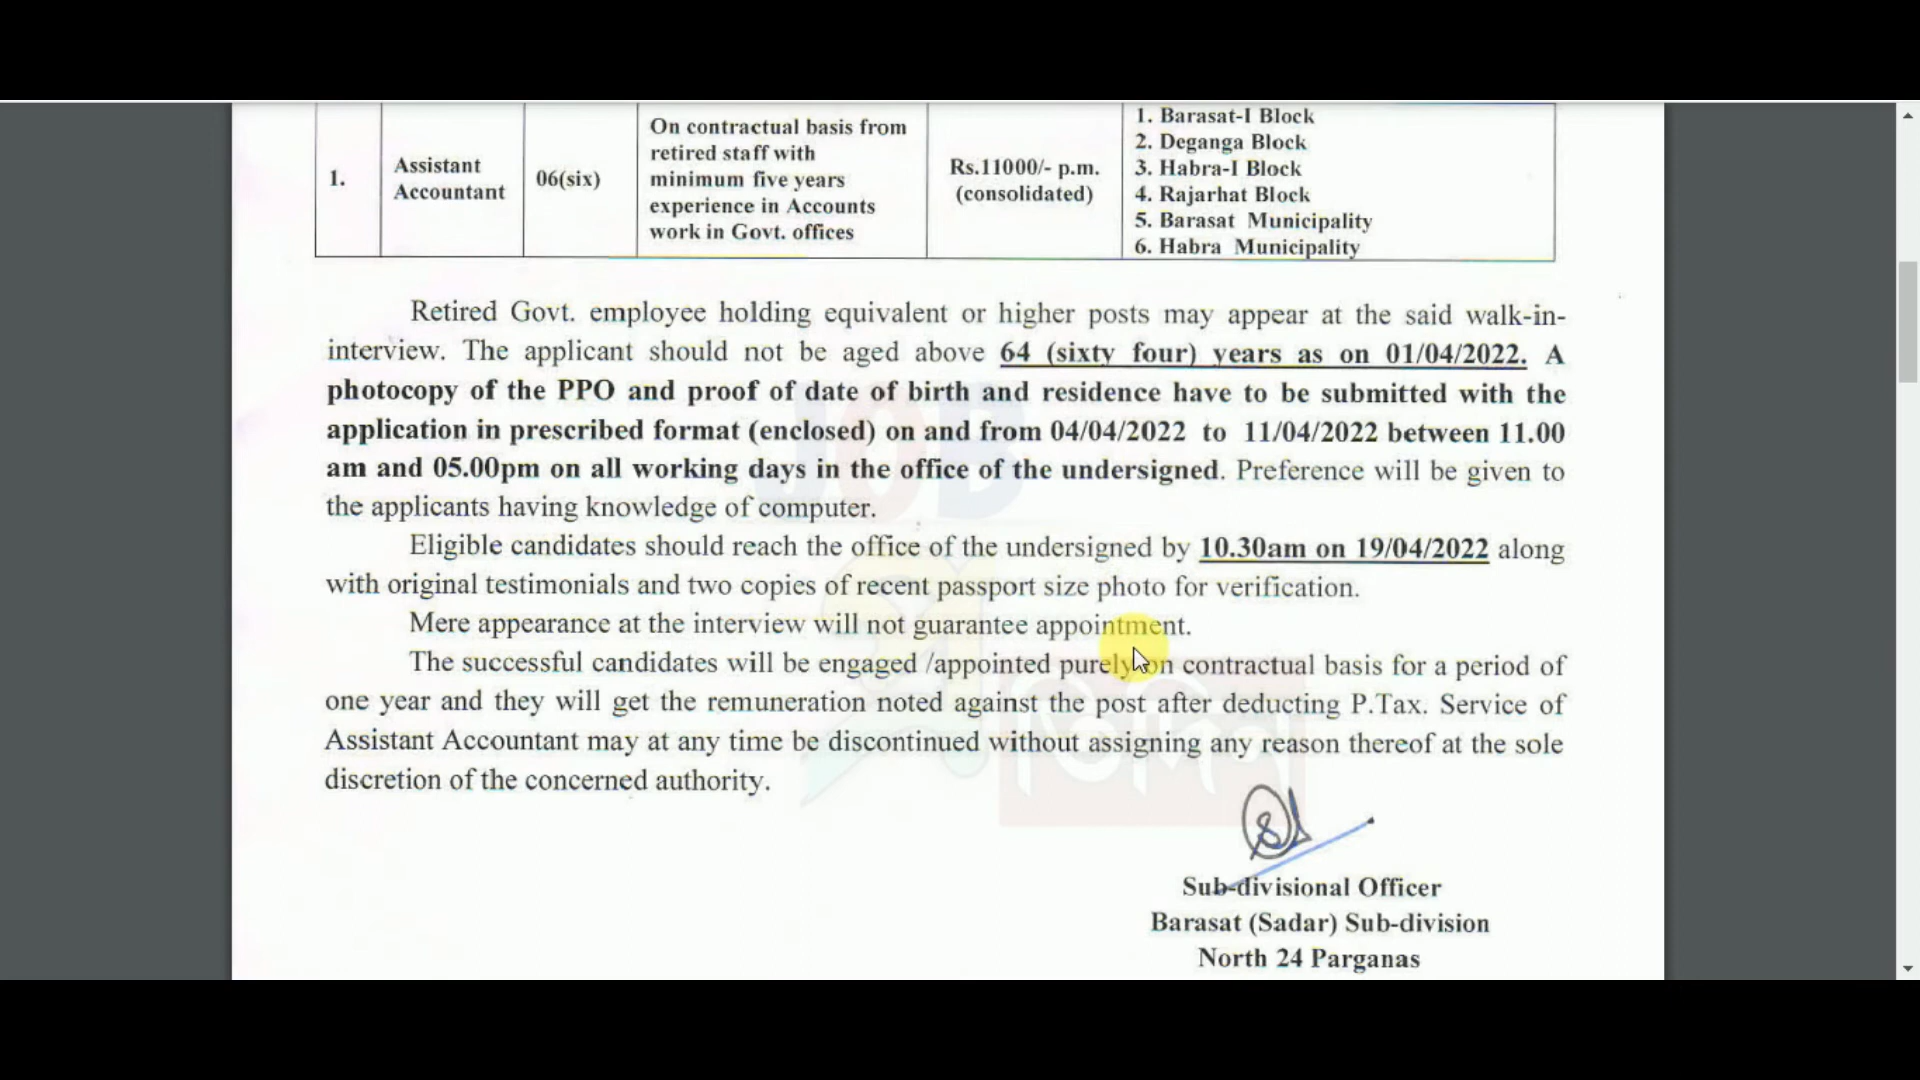 1.
Assistant
Accountant
06(six)
On contractual basis from
retired staff with
minimum five years
experience in Accounts
work in Govt. offices
Rs.11000/- p.m.
(consolidated)
1. Barasat-I Block
2. Deganga Block
3. Habra-I Block
4. Rajarhat Block
5. Barasat Municipality
6. Habra Municipality
Retired Govt. employee holding equivalent or higher posts may appear at the said walk-in-
interview. The applicant should not be aged above 64 (sixty four) years as on 01/04/2022. A
photocopy of the PPO and proof of date of birth and residence have to be submitted with the
application in prescribed format (enclosed) on and from 04/04/2022 to 11/04/2022 between 11.00
am and 05.00pm on all working days in the office of the undersigned. Preference will be given to
the applicants having knowledge of computer.
Eligible candidates should reach the office of the undersigned by 10.30am on 19/04/2022 along
with original testimonials and two copies of recent passport size photo for verification.
Mere appearance at the interview will not guarantee appointment.
The successful candidates will be engaged /appointed purely on contractual basis for a period of
one year and they will get the remuneration noted against the post after deducting P.Tax. Service of
Assistant Accountant may at any time be discontinued without assigning any reason thereof at the sole
discretion of the concerned authority.
JOB
Sub-divisional Officer
Barasat (Sadar) Sub-division
North 24 Parganas